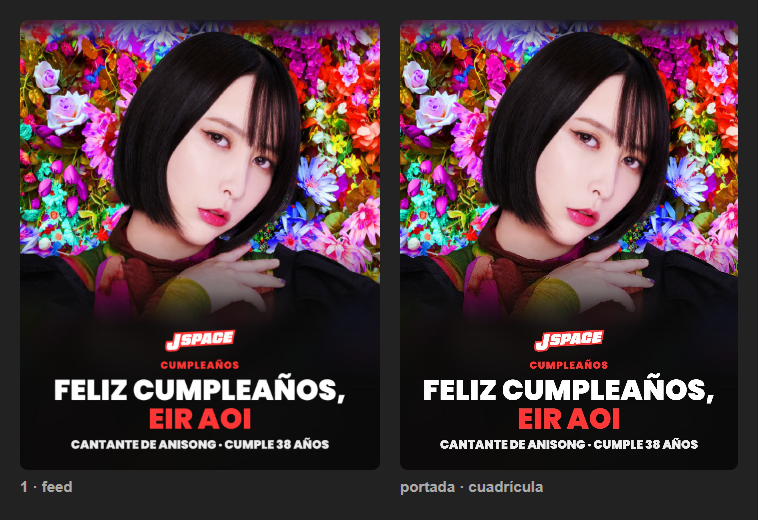 JSPACE
CUMPLEAÑOS
FELIZ CUMPLEAÑOS,
EIR AOI
CANTANTE DE ANISONG · CUMPLE 38 AÑOS
1 · feed
JSPACE
CUMPLEAÑOS
FELIZ CUMPLEAÑOS,
EIR AOI
CANTANTE DE ANISONG · CUMPLE 38 AÑOS
portada · cuadrícula